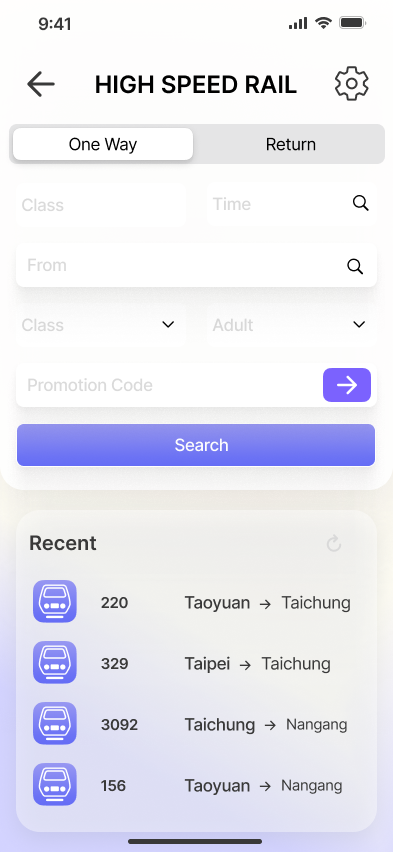 9:41
HIGH SPEED RAIL
One Way Return
Class Time
From
Class Adult
Promotion Code
Search
Recent
220 Taoyuan → Taichung
329 Taipei → Taichung
3092 Taichung → Nangang
156 Taoyuan → Nangang